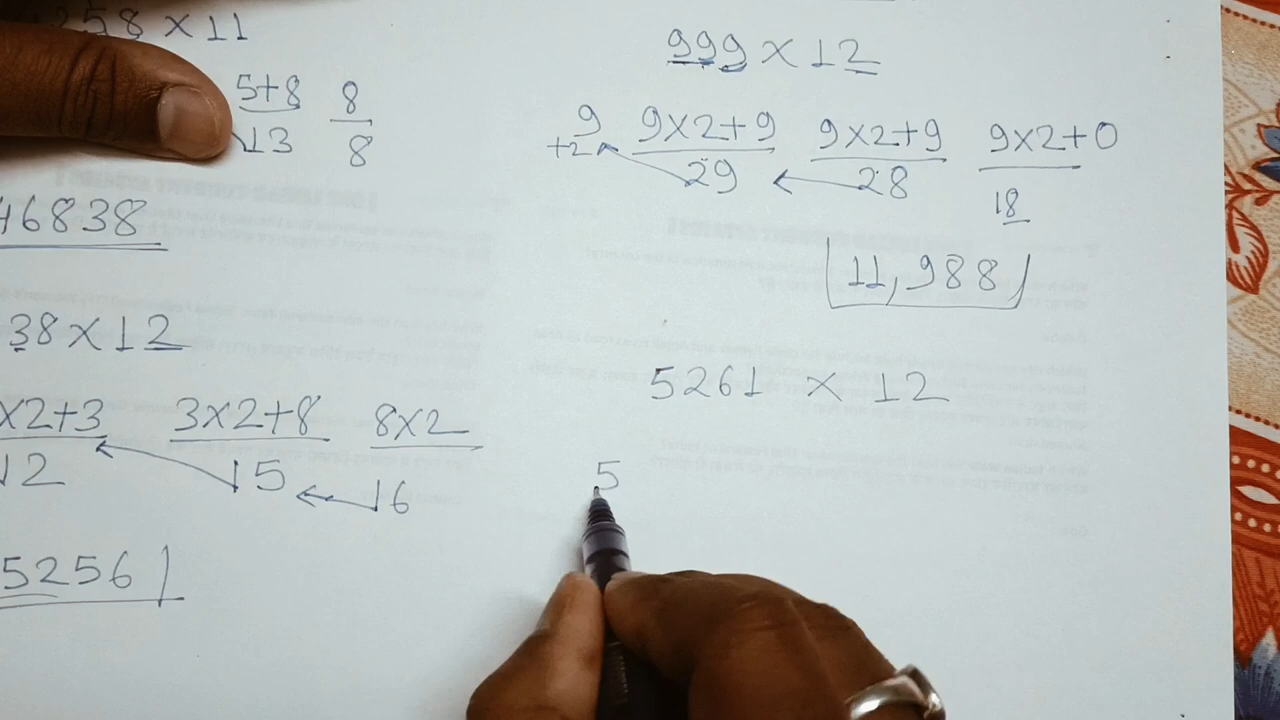 258 × 11
5+8 8
13 8
46838
38 × 12
×2+3 3×2+8 8×2
12 15 16
5256
999 × 12
9 9×2+9 9×2+9 9×2+0
+2 29 28 18
11,988
5261 × 12
5